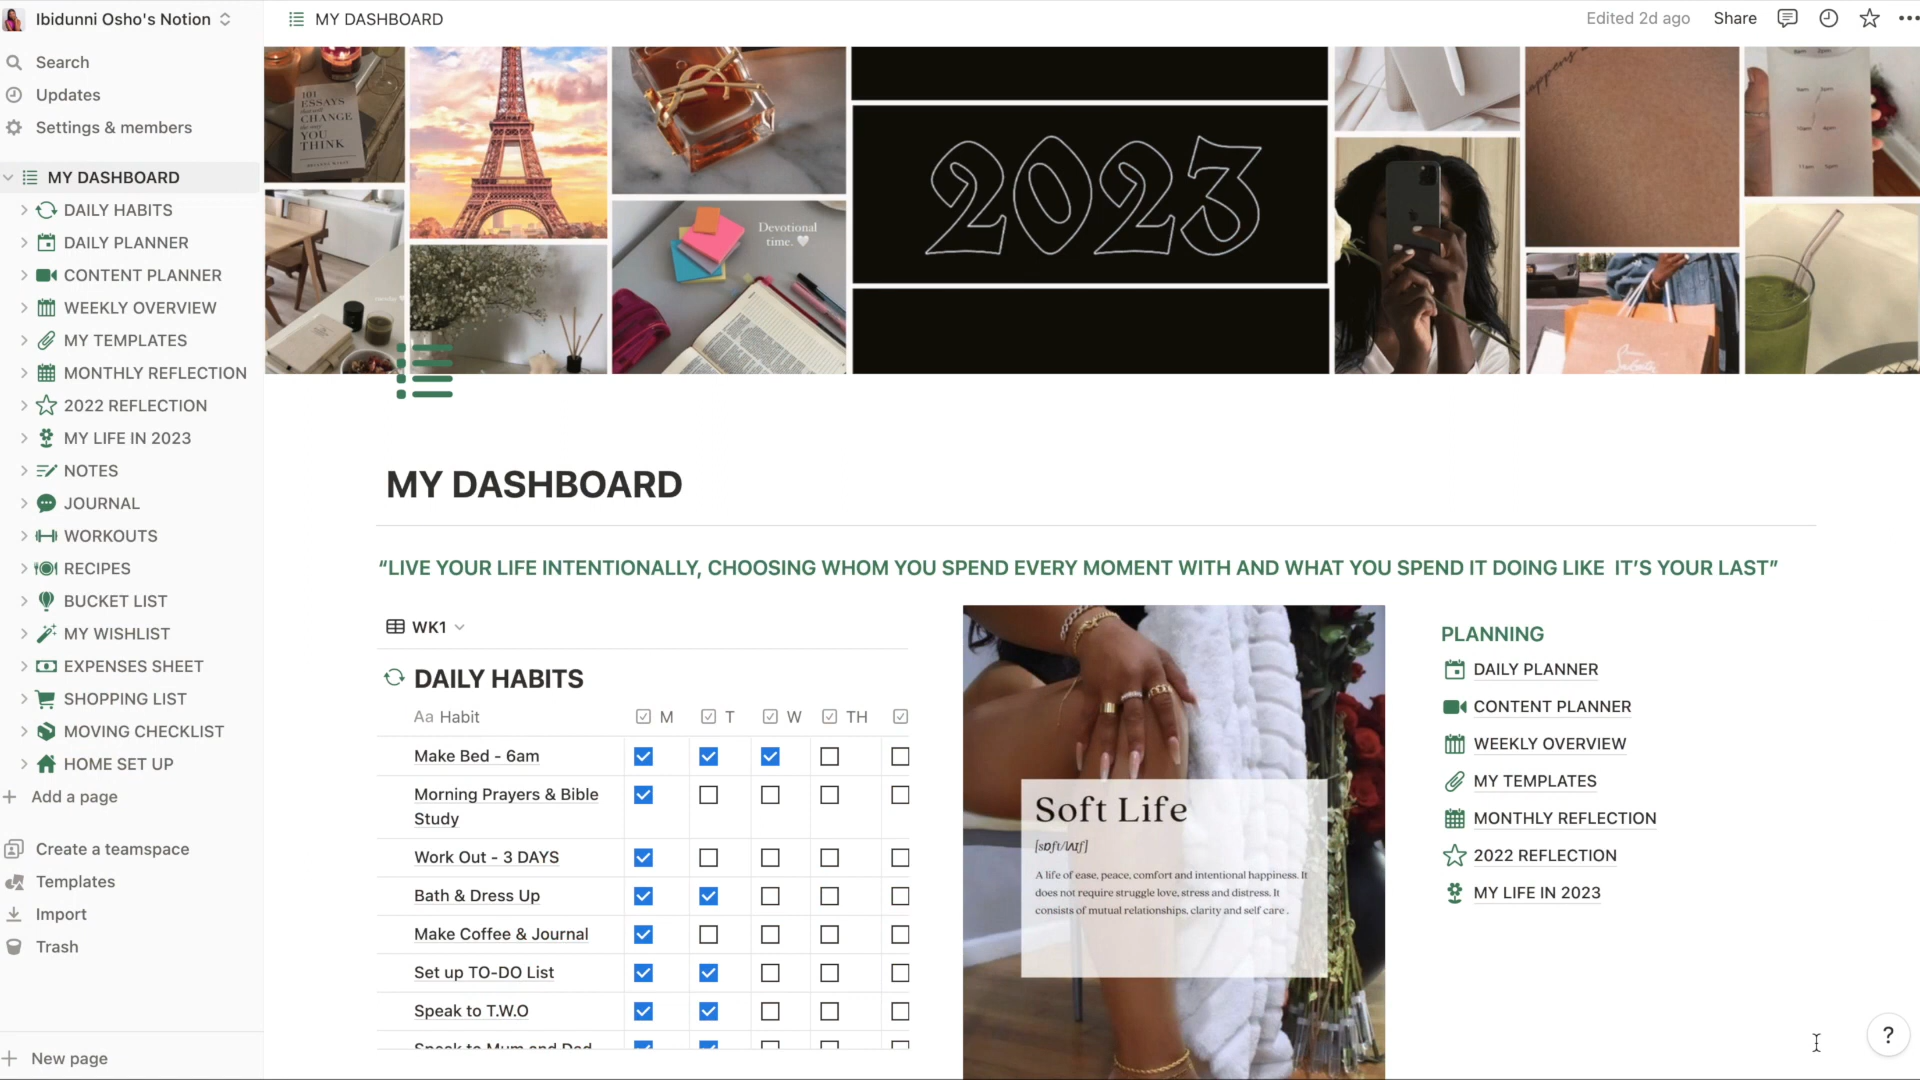 Ibidunni Osho's Notion
Search
Updates
Settings & members
MY DASHBOARD
DAILY HABITS
DAILY PLANNER
CONTENT PLANNER
WEEKLY OVERVIEW
MY TEMPLATES
MONTHLY REFLECTION
2022 REFLECTION
MY LIFE IN 2023
NOTES
JOURNAL
WORKOUTS
RECIPES
BUCKET LIST
MY WISHLIST
EXPENSES SHEET
SHOPPING LIST
MOVING CHECKLIST
HOME SET UP
Add a page
Create a teamspace
Templates
Import
Trash
New page
MY DASHBOARD
Edited 2d ago
Share
101
ESSAYS
CHANGE
YOU
THINK
Devotional
time.
2023
happens
MY DASHBOARD
“LIVE YOUR LIFE INTENTIONALLY, CHOOSING WHOM YOU SPEND EVERY MOMENT WITH AND WHAT YOU SPEND IT DOING LIKE IT’S YOUR LAST”
WK1
DAILY HABITS
Aa Habit M T W TH
Make Bed - 6am
Morning Prayers & Bible
Study
Work Out - 3 DAYS
Bath & Dress Up
Make Coffee & Journal
Set up TO-DO List
Speak to T.W.O
Speak to Mum and Dad
Soft Life
[sɒft/lʌɪf]
A life of ease, peace, comfort and intentional happiness. It
does not require struggle love, stress and distress. It
consists of mutual relationships, clarity and self care .
PLANNING
DAILY PLANNER
CONTENT PLANNER
WEEKLY OVERVIEW
MY TEMPLATES
MONTHLY REFLECTION
2022 REFLECTION
MY LIFE IN 2023
?